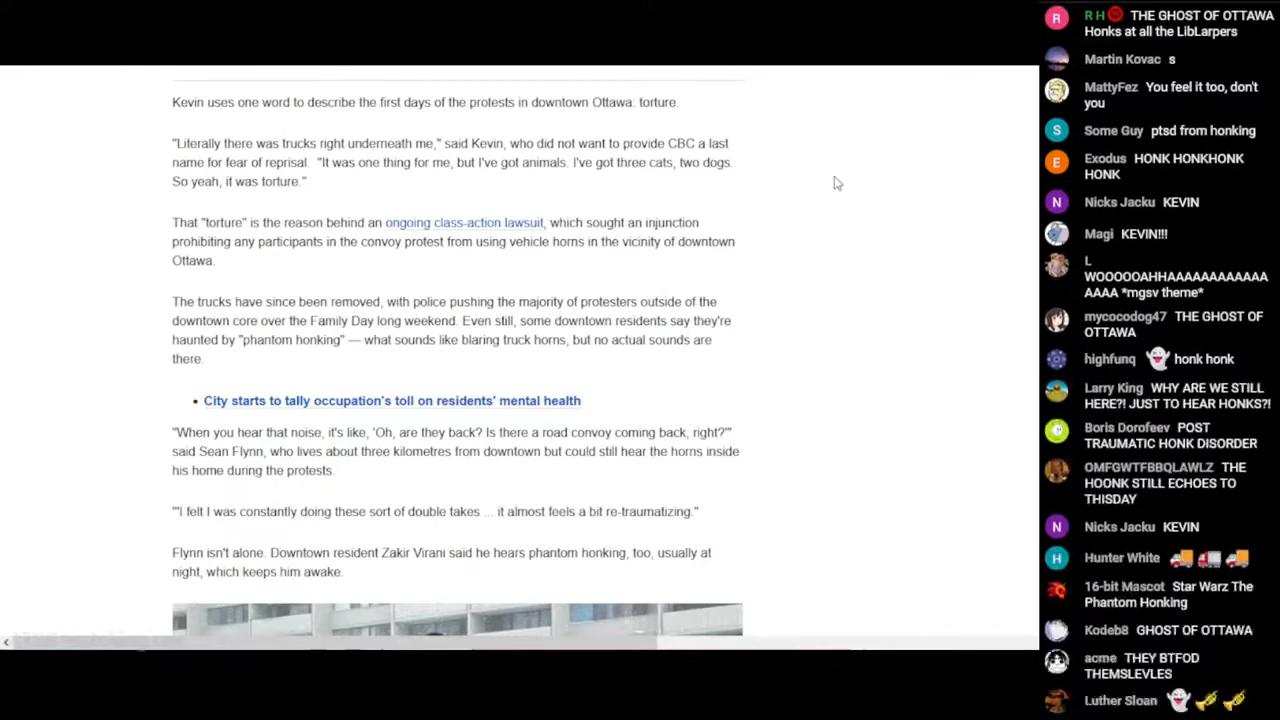 Kevin uses one word to describe the first days of the protests in downtown Ottawa: torture.
"Literally there was trucks right underneath me," said Kevin, who did not want to provide CBC a last
name for fear of reprisal.  "It was one thing for me, but I've got animals. I've got three cats, two dogs.
So yeah, it was torture."
That "torture" is the reason behind an ongoing class-action lawsuit, which sought an injunction
prohibiting any participants in the convoy protest from using vehicle horns in the vicinity of downtown
Ottawa.
The trucks have since been removed, with police pushing the majority of protesters outside of the
downtown core over the Family Day long weekend. Even still, some downtown residents say they're
haunted by "phantom honking" — what sounds like blaring truck horns, but no actual sounds are
there.
• City starts to tally occupation's toll on residents' mental health
"When you hear that noise, it's like, 'Oh, are they back? Is there a road convoy coming back, right?'"
said Sean Flynn, who lives about three kilometres from downtown but could still hear the horns inside
his home during the protests.
"'I felt I was constantly doing these sort of double takes ... it almost feels a bit re-traumatizing."
Flynn isn't alone. Downtown resident Zakir Virani said he hears phantom honking, too, usually at
night, which keeps him awake.
R
R H THE GHOST OF OTTAWA
Honks at all the LibLarpers
Martin Kovac s
MattyFez You feel it too, don't
you
S
Some Guy ptsd from honking
E
Exodus HONK HONKHONK
HONK
N
Nicks Jacku KEVIN
Magi KEVIN!!!
L
WOOOOOAHHAAAAAAAAAAAA
AAAA *mgsv theme*
mycocodog47 THE GHOST OF
OTTAWA
highfunq 👻 honk honk
Larry King WHY ARE WE STILL
HERE?! JUST TO HEAR HONKS?!
Boris Dorofeev POST
TRAUMATIC HONK DISORDER
OMFGWTFBBQLAWLZ THE
HOONK STILL ECHOES TO
THISDAY
N
Nicks Jacku KEVIN
H
Hunter White 🚚🚛🚚
16-bit Mascot Star Warz The
Phantom Honking
Kodeb8 GHOST OF OTTAWA
acme THEY BTFOD
THEMSLEVLES
Luther Sloan 👻🎺🎺